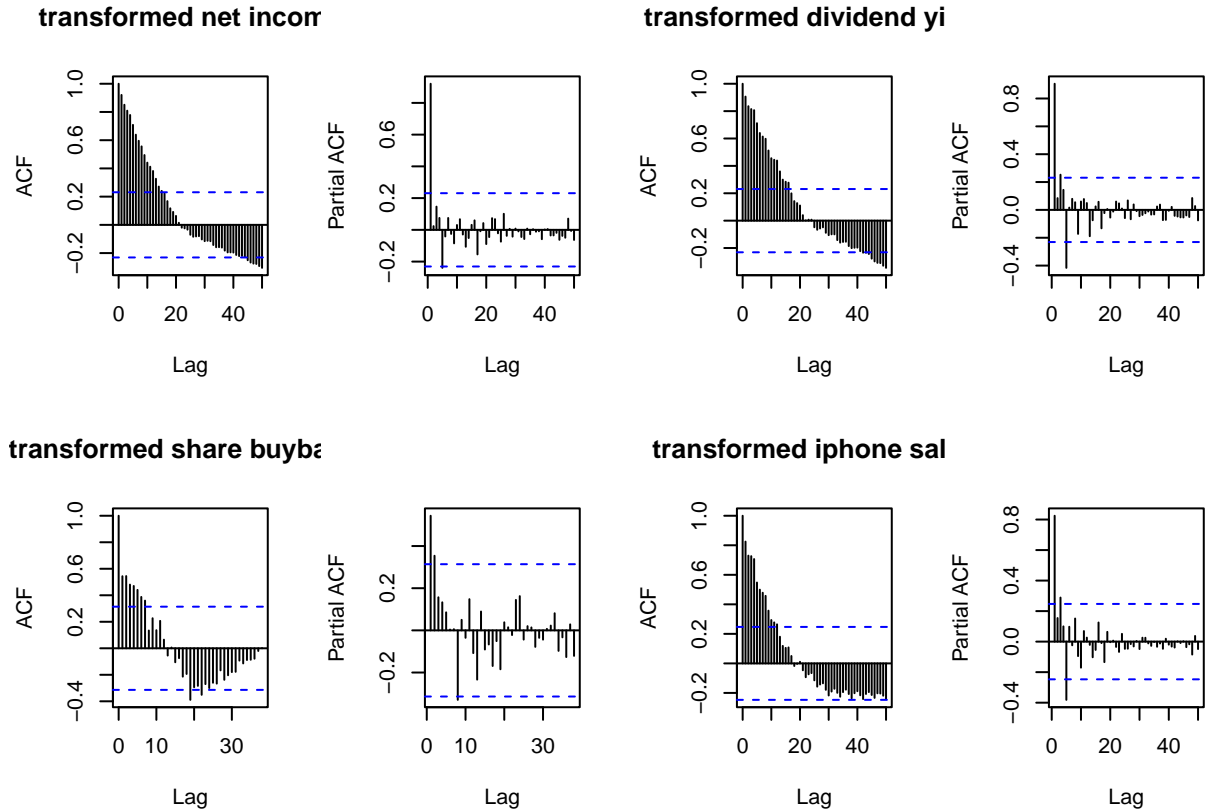 transformed net incom
transformed dividend yi
ACF
−0.2 0.2 0.6 1.0
0 20 40
Lag
Partial ACF
−0.2 0.2 0.6
0 20 40
ACF
−0.2 0.2 0.6 1.0
0 20 40
Lag
Partial ACF
−0.4 0.0 0.4 0.8
0 20 40
transformed share buyba
transformed iphone sal
ACF
−0.4 0.2 0.6 1.0
0 10 30
Lag
Partial ACF
−0.2 0.2
0 10 30
Lag
ACF
−0.2 0.2 0.6 1.0
0 20 40
Lag
Partial ACF
−0.4 0.0 0.4 0.8
0 20 40
Lag